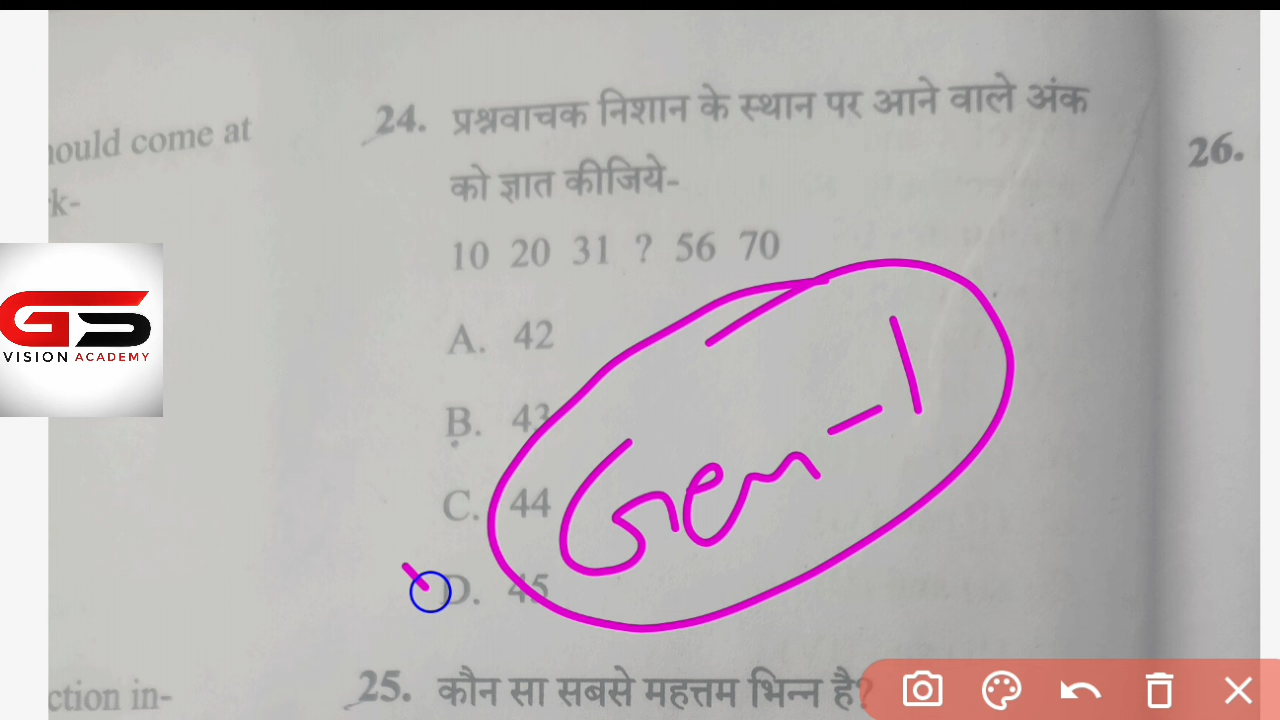 ould come at
k-
24. प्रश्नवाचक निशान के स्थान पर आने वाले अंक
को ज्ञात कीजिये-
10 20 31 ? 56 70
A. 42
B. 43
C. 44
D. 45
Gen-1
26.
GS
VISION ACADEMY
ction in-
25. कौन सा सबसे महत्तम भिन्न है?